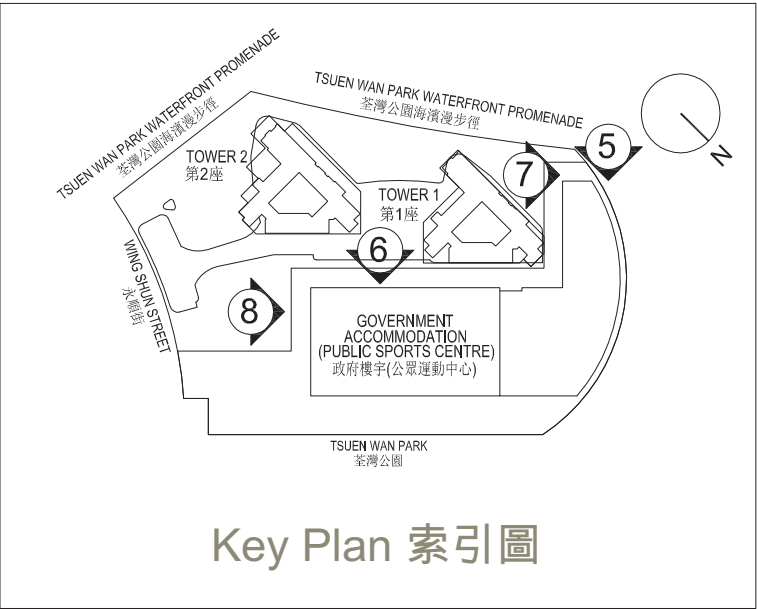 TSUEN WAN PARK WATERFRONT PROMENADE
荃灣公園海濱漫步徑
TSUEN WAN PARK WATERFRONT PROMENADE
荃灣公園海濱漫步徑
5
N
7
TOWER 2
第2座
TOWER 1
第1座
6
WING SHUN STREET
永順街
8
GOVERNMENT
ACCOMMODATION
(PUBLIC SPORTS CENTRE)
政府樓宇(公眾運動中心)
TSUEN WAN PARK
荃灣公園
Key Plan 索引圖